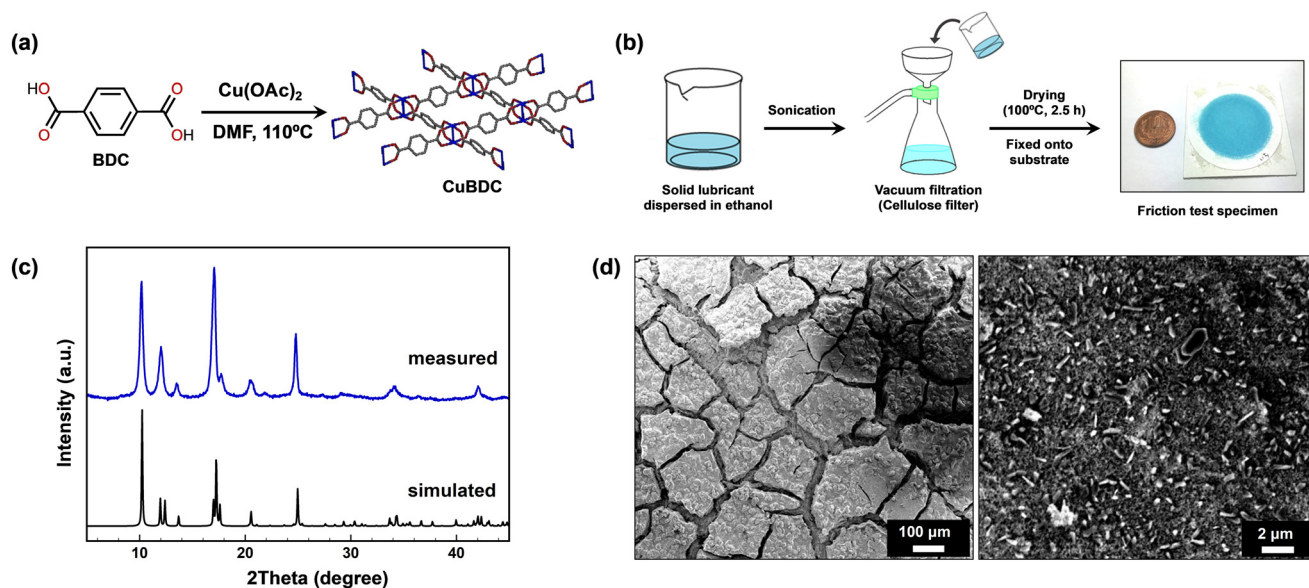 (a)
HO
O
O
OH
BDC
Cu(OAc)₂
DMF, 110ºC
CuBDC
(b)
Solid lubricant
dispersed in ethanol
Sonication
Vacuum filtration
(Cellulose filter)
Drying
(100ºC, 2.5 h)
Fixed onto
substrate
Friction test specimen
(c)
Intensity (a.u.)
measured
simulated
10
20
30
40
2Theta (degree)
(d)
100 µm
2 µm